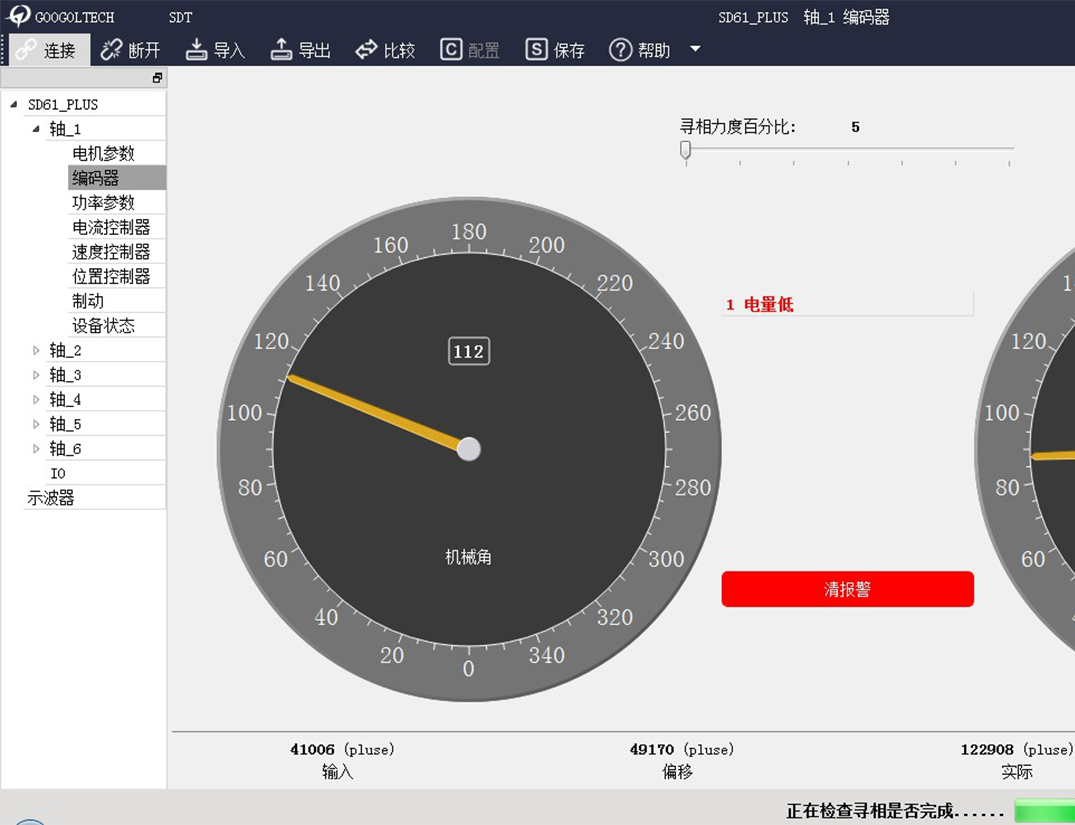 GOOGOLTECH SDT SD61_PLUS 轴_1 编码器
连接 断开 导入 导出 比较 C 配置 S 保存 ? 帮助
SD61_PLUS
轴_1
电机参数
编码器
功率参数
电流控制器
速度控制器
位置控制器
制动
设备状态
轴_2
轴_3
轴_4
轴_5
轴_6
IO
示波器
寻相力度百分比： 5
0
20
40
60
80
100
120
140
160
180
200
220
240
260
280
300
320
340
112
机械角
1 电量低
清报警
120
100
80
60
41006 (pluse)
输入
49170 (pluse)
偏移
122908 (pluse)
实际
正在检查寻相是否完成......